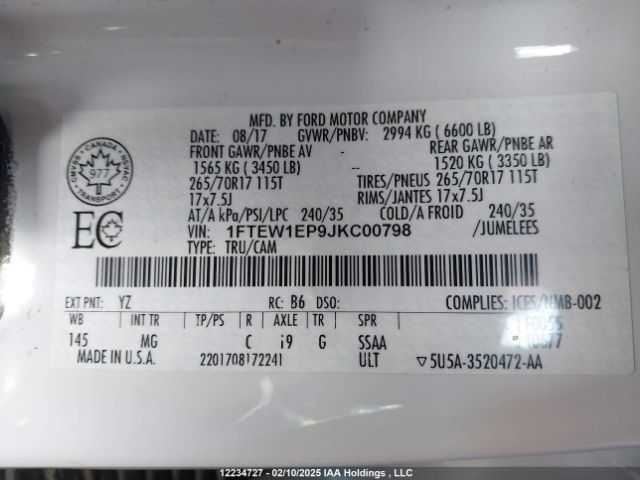 MFD. BY FORD MOTOR COMPANY
DATE: 08/17 GVWR/PNBV: 2994 KG ( 6600 LB)
FRONT GAWR/PNBE AV - REAR GAWR/PNBE AR
1565 KG ( 3450 LB) -- 1520 KG ( 3350 LB)
265/70R17 115T TIRES/PNEUS 265/70R17 115T
17x7.5J RIMS/JANTES 17x7.5J
AT/A kPa/PSI/LPC 240/35 COLD/A FROID 240/35
VIN: 1FTEW1EP9JKC00798 /JUMELEES
TYPE: TRU/CAM
CMVSS CANADA NSVAC
977
TRANSPORT
EC
EXT PNT: YZ RC: B6 DSO: COMPLIES: ICES/NMB-002
WB INT TR TP/PS R AXLE TR SPR
145 MG C 19 G SSAA
MADE IN U.S.A. 2201708172241 ULT ▽5U5A-3520472-AA
12234727 - 02/10/2025 IAA Holdings , LLC